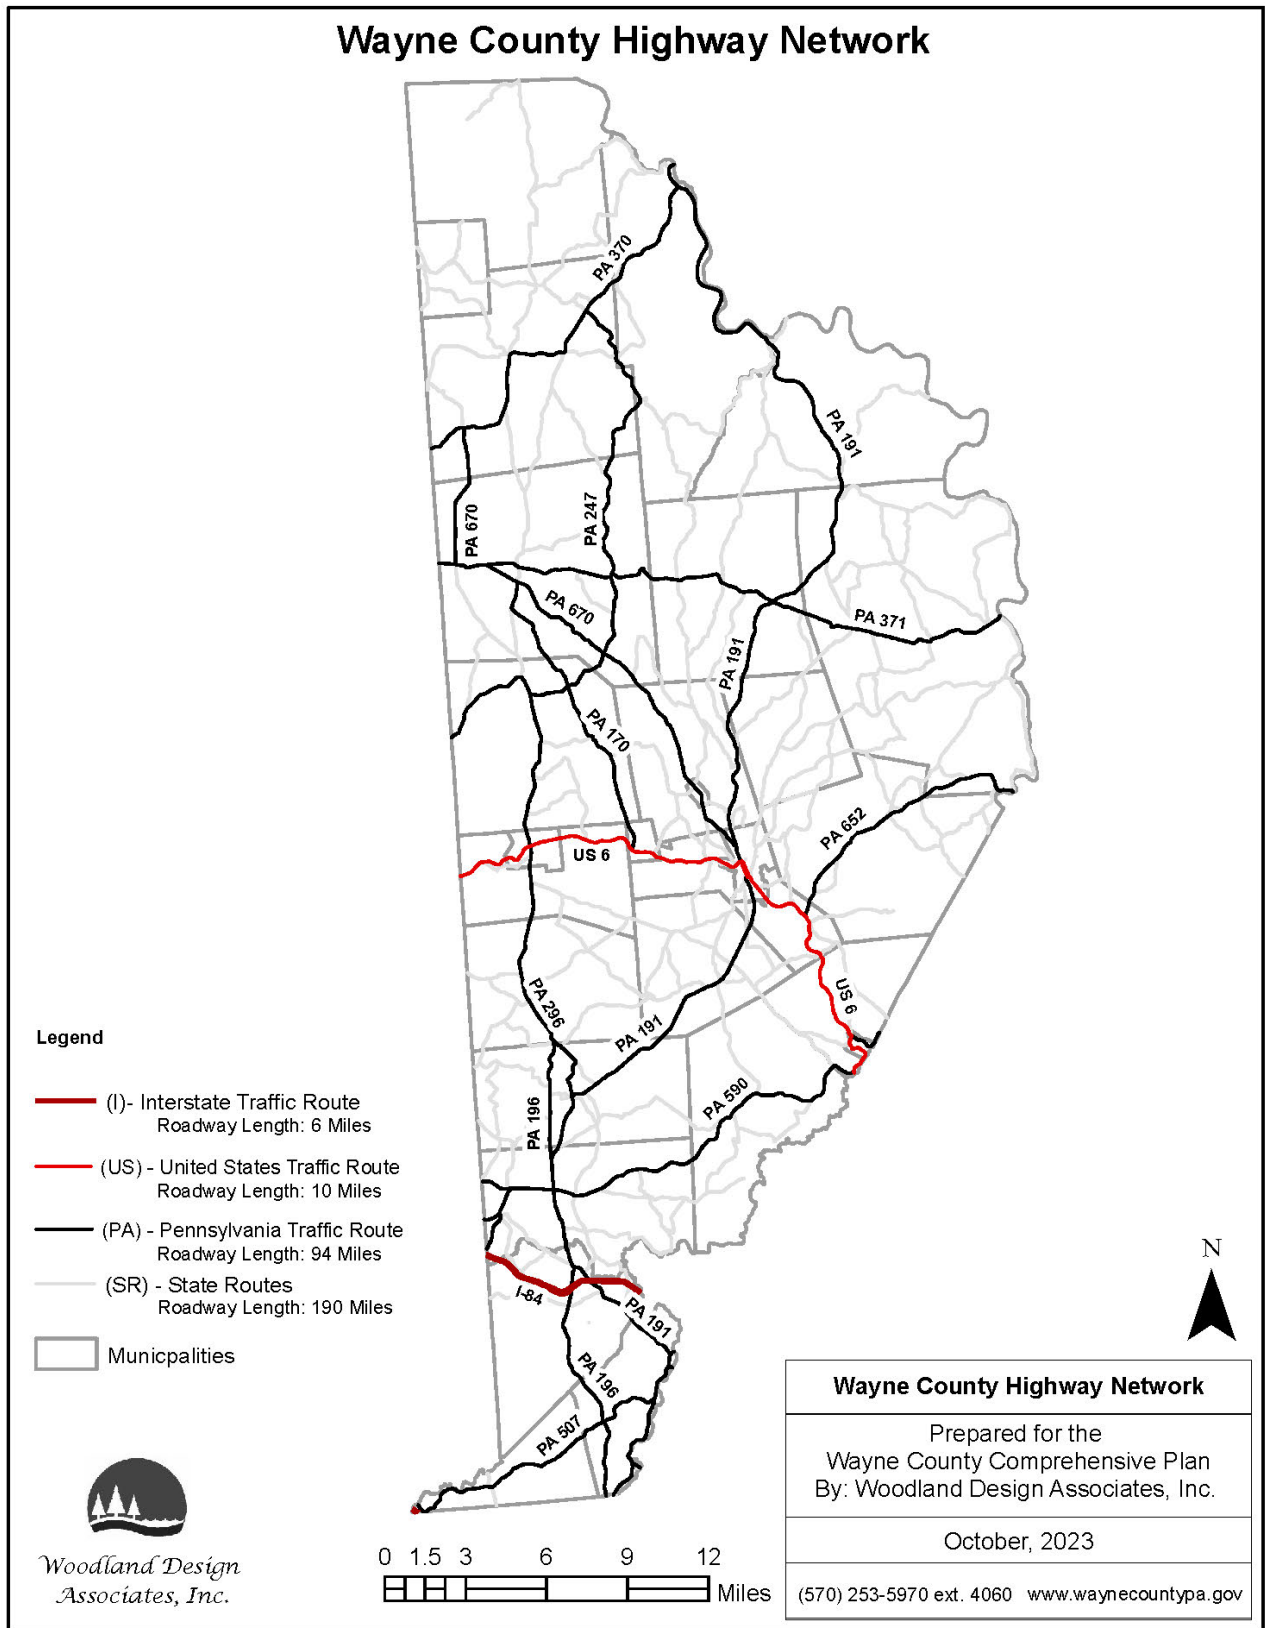 Wayne County Highway Network
PA 370
PA 191
PA 247
PA 670
PA 670
PA 371
PA 191
PA 170
PA 652
US 6
US 6
PA 296
PA 191
PA 590
PA 196
I-84
PA 191
PA 196
PA 507
Legend
(I)- Interstate Traffic Route
Roadway Length: 6 Miles
(US) - United States Traffic Route
Roadway Length: 10 Miles
(PA) - Pennsylvania Traffic Route
Roadway Length: 94 Miles
(SR) - State Routes
Roadway Length: 190 Miles
Municpalities
N
Woodland Design
Associates, Inc.
0 1.5 3 6 9 12
Miles
Wayne County Highway Network
Prepared for the
Wayne County Comprehensive Plan
By: Woodland Design Associates, Inc.
October, 2023
(570) 253-5970 ext. 4060 www.waynecountypa.gov